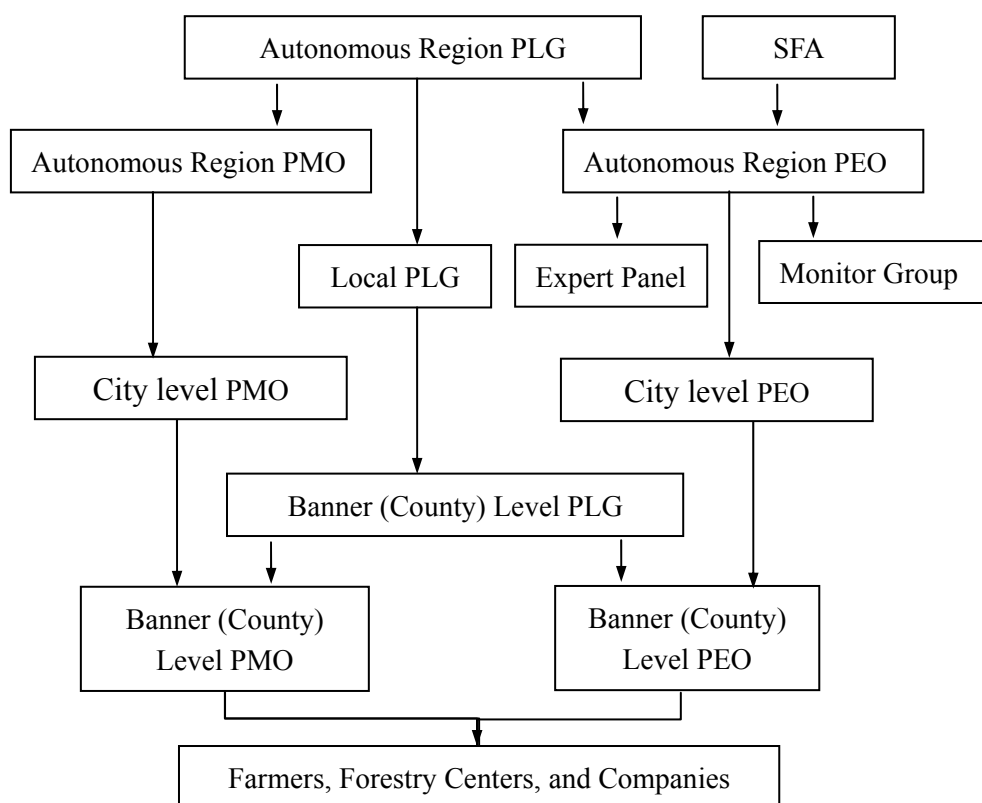 Autonomous Region PLG
SFA
Autonomous Region PMO
Autonomous Region PEO
Local PLG
Expert Panel
Monitor Group
City level PMO
City level PEO
Banner (County) Level PLG
Banner (County)
Level PMO
Banner (County)
Level PEO
Farmers, Forestry Centers, and Companies